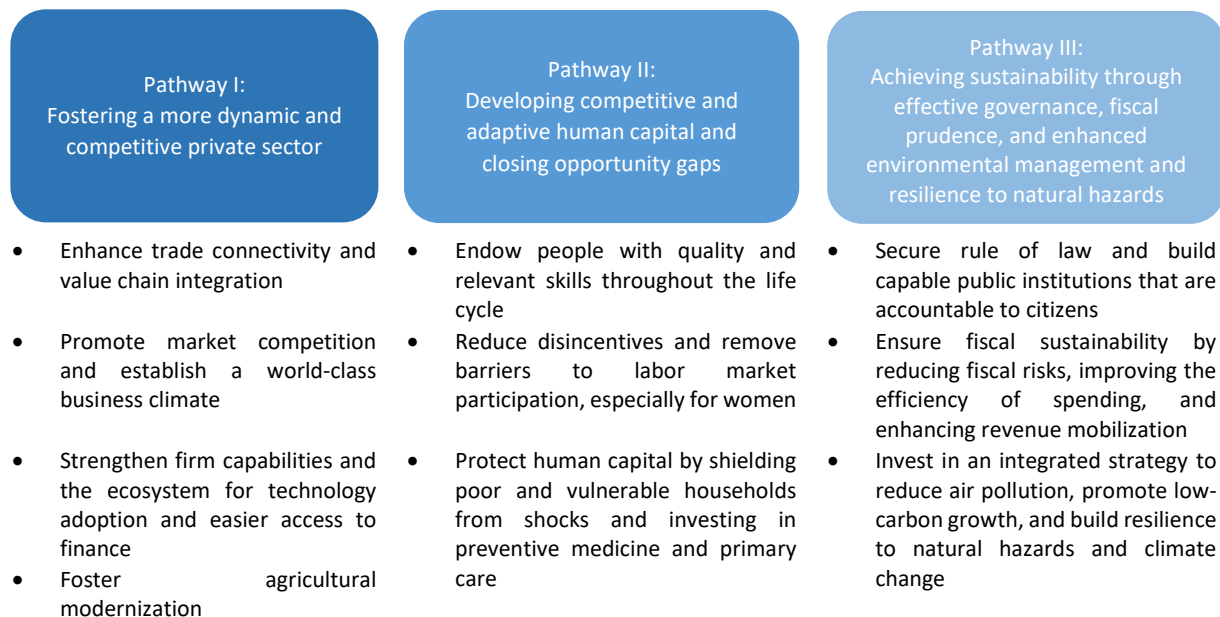 Pathway I:
Fostering a more dynamic and
competitive private sector
Pathway II:
Developing competitive and
adaptive human capital and
closing opportunity gaps
Pathway III:
Achieving sustainability through
effective governance, fiscal
prudence, and enhanced
environmental management and
resilience to natural hazards
• Enhance trade connectivity and
value chain integration
• Promote market competition
and establish a world-class
business climate
• Strengthen firm capabilities and
the ecosystem for technology
adoption and easier access to
finance
• Foster agricultural
modernization
• Endow people with quality and
relevant skills throughout the life
cycle
• Reduce disincentives and remove
barriers to labor market
participation, especially for women
• Protect human capital by shielding
poor and vulnerable households
from shocks and investing in
preventive medicine and primary
care
• Secure rule of law and build
capable public institutions that are
accountable to citizens
• Ensure fiscal sustainability by
reducing fiscal risks, improving the
efficiency of spending, and
enhancing revenue mobilization
• Invest in an integrated strategy to
reduce air pollution, promote low-
carbon growth, and build resilience
to natural hazards and climate
change